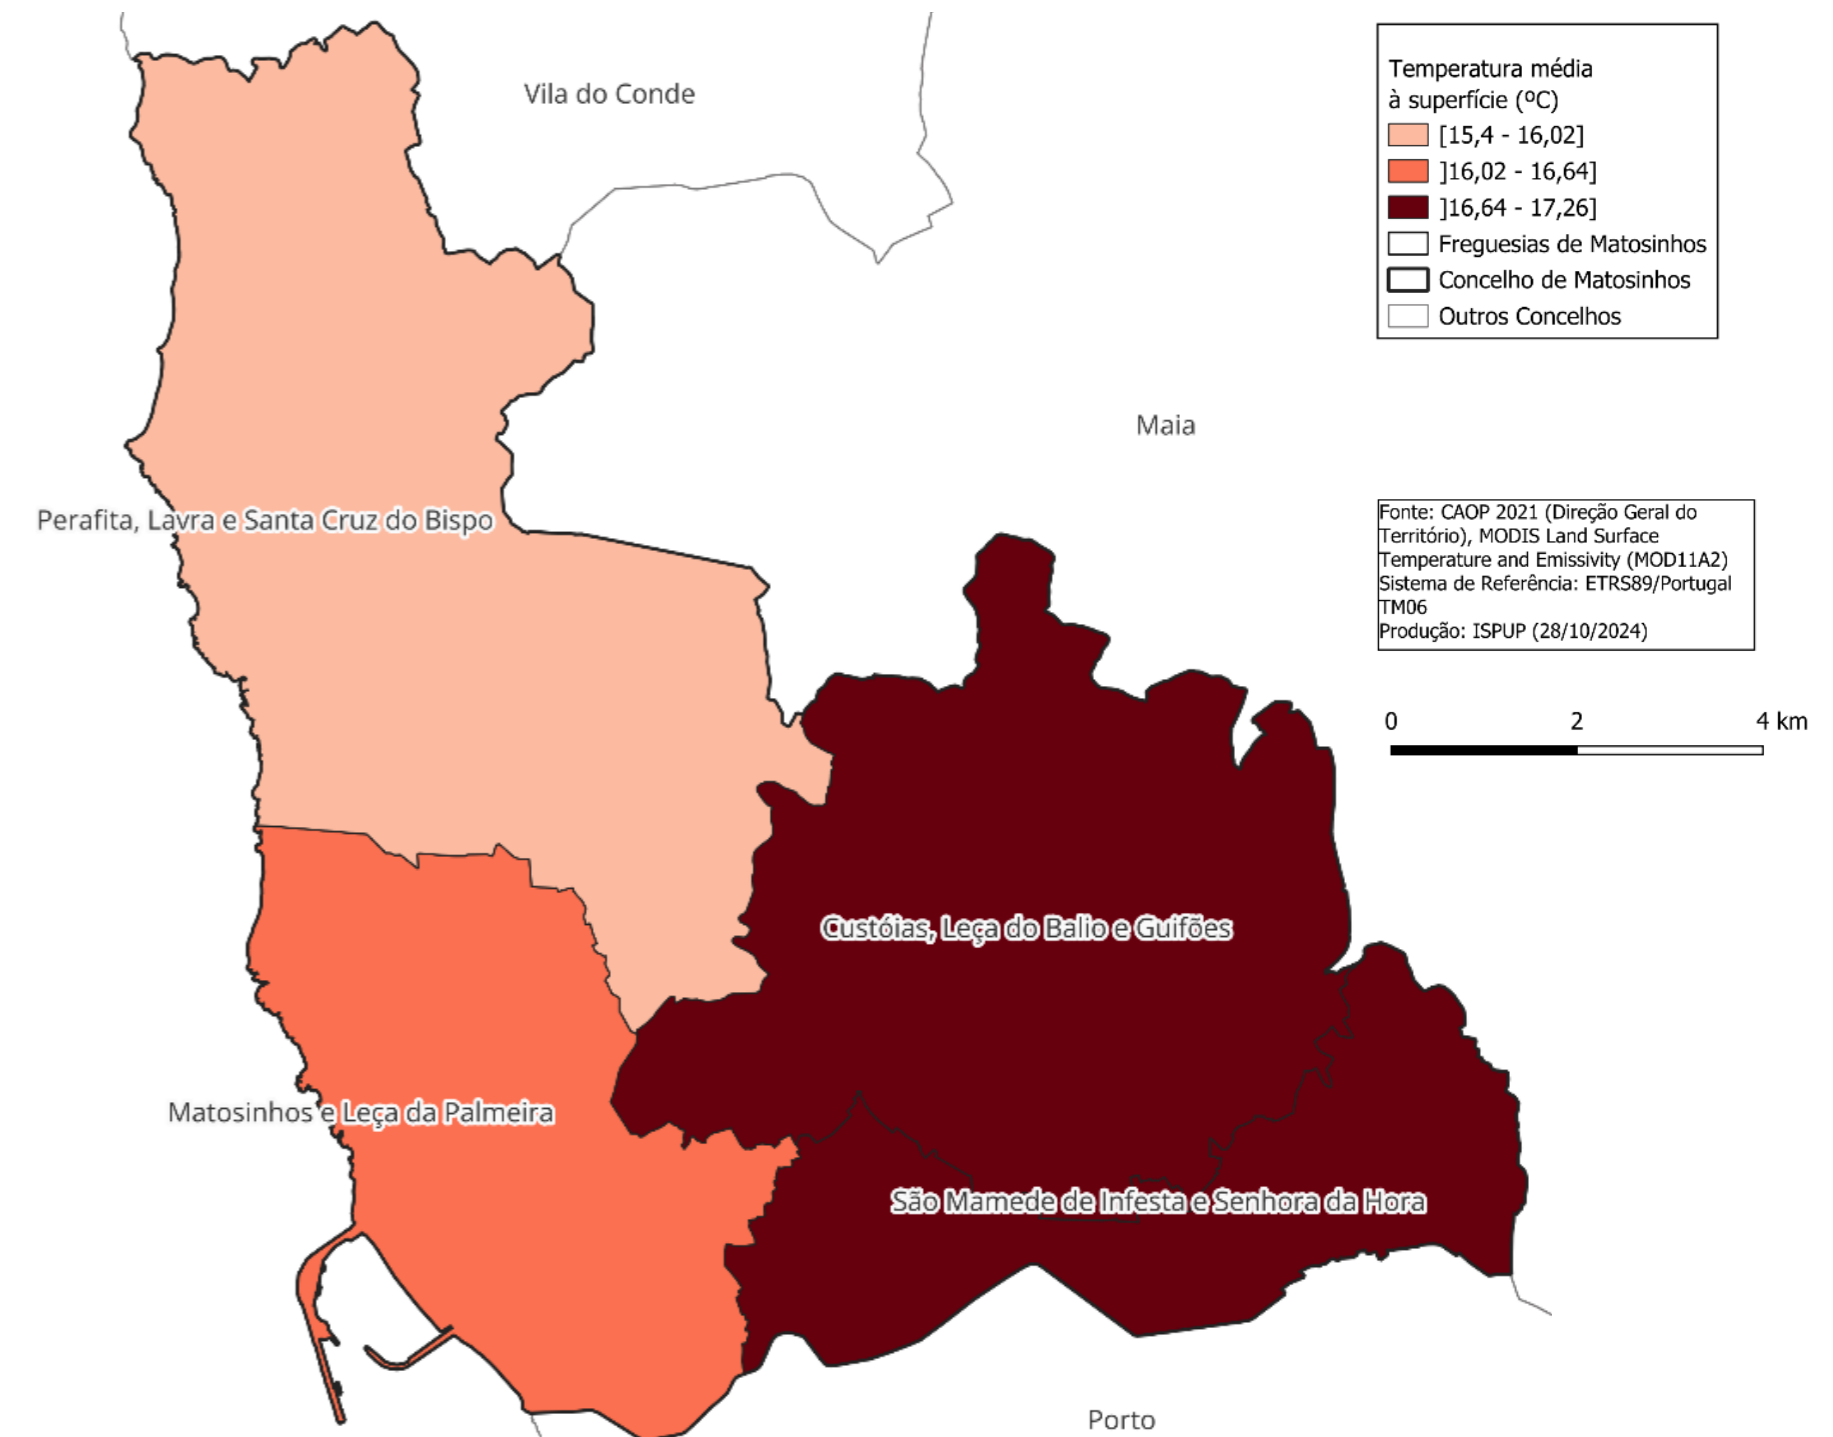 Vila do Conde
Temperatura média
à superfície (ºC)
[15,4 - 16,02]
]16,02 - 16,64]
]16,64 - 17,26]
Freguesias de Matosinhos
Concelho de Matosinhos
Outros Concelhos
Maia
Perafita, Lavra e Santa Cruz do Bispo
Fonte: CAOP 2021 (Direção Geral do
Território), MODIS Land Surface
Temperature and Emissivity (MOD11A2)
Sistema de Referência: ETRS89/Portugal
TM06
Produção: ISPUP (28/10/2024)
0 2 4 km
Custóias, Leça do Balio e Guifões
Matosinhos e Leça da Palmeira
São Mamede de Infesta e Senhora da Hora
Porto